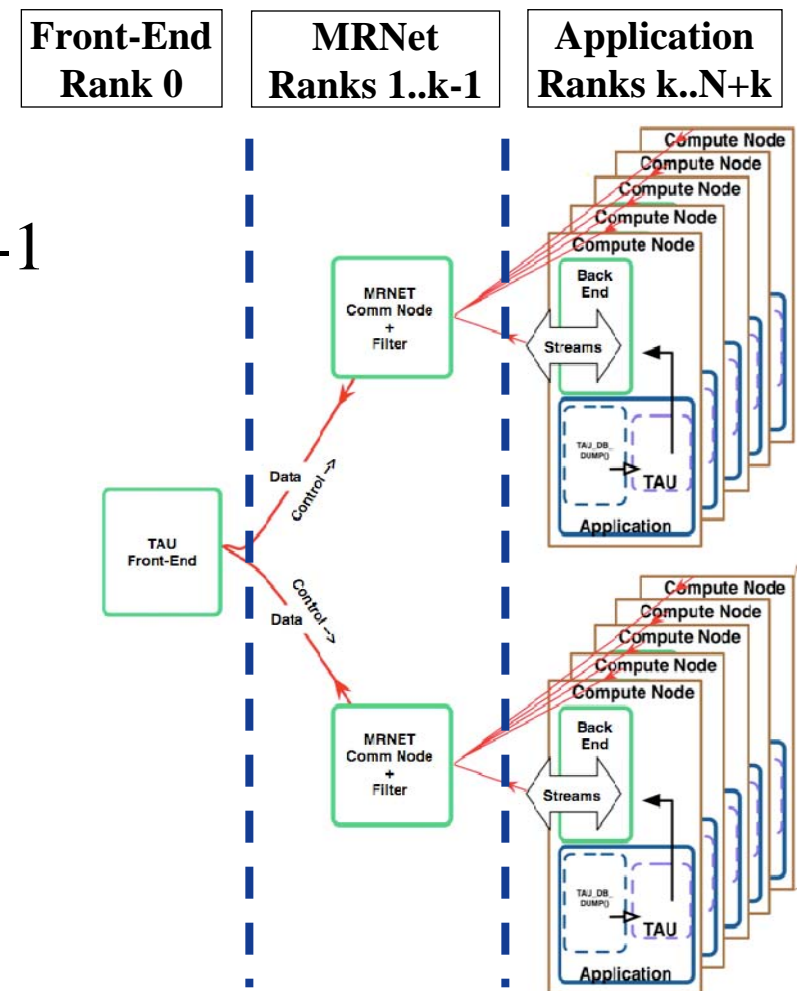 Front-End
Rank 0
MRNet
Ranks 1..k-1
Application
Ranks k..N+k
-1
Compute Node
Compute Node
Compute Node
Compute Node
Compute Node
Back
End
Streams
TAU_DB_
DUMP()
TAU
Application
MRNET
Comm Node
+
Filter
Data
Control -->
TAU
Front-End
Control -->
Data
MRNET
Comm Node
+
Filter
Compute Node
Compute Node
Compute Node
Compute Node
Compute Node
Back
End
Streams
TAU_DB_
DUMP()
TAU
Application